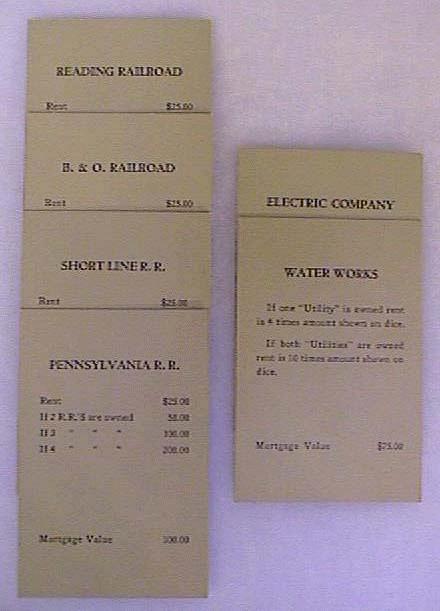 READING RAILROAD
Rent $25.00
B. & O. RAILROAD
Rent $25.00
SHORT LINE R. R.
Rent $25.00
PENNSYLVANIA R. R.
Rent $25.00
If 2 R.R.'S are owned 50.00
If 3 " " " 100.00
If 4 " " " 200.00
Mortgage Value 100.00
ELECTRIC COMPANY
WATER WORKS
If one "Utility" is owned rent
is 4 times amount shown on dice.
If both "Utilities" are owned
rent is 10 times amount shown on
dice.
Mortgage Value $75.00